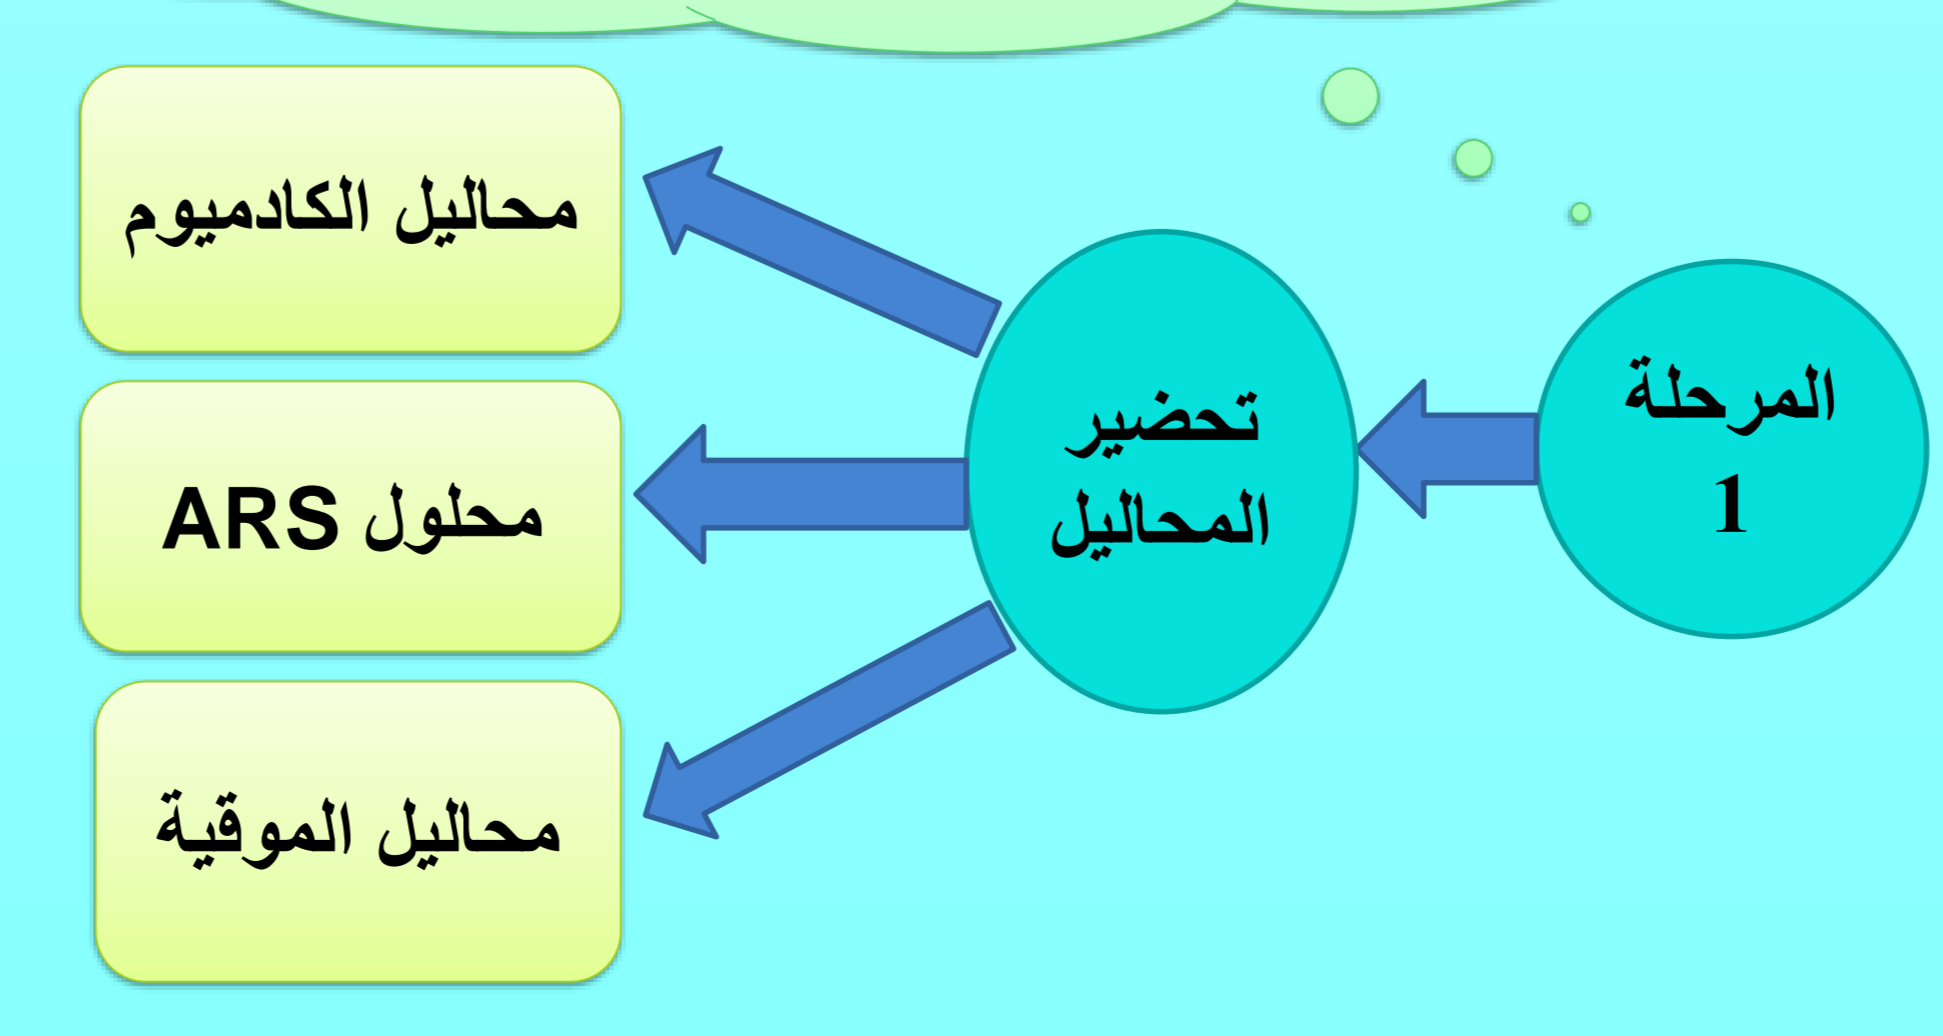 المرحلة
1
تحضير
المحاليل
محاليل الكادميوم
محلول ARS
محاليل الموقية